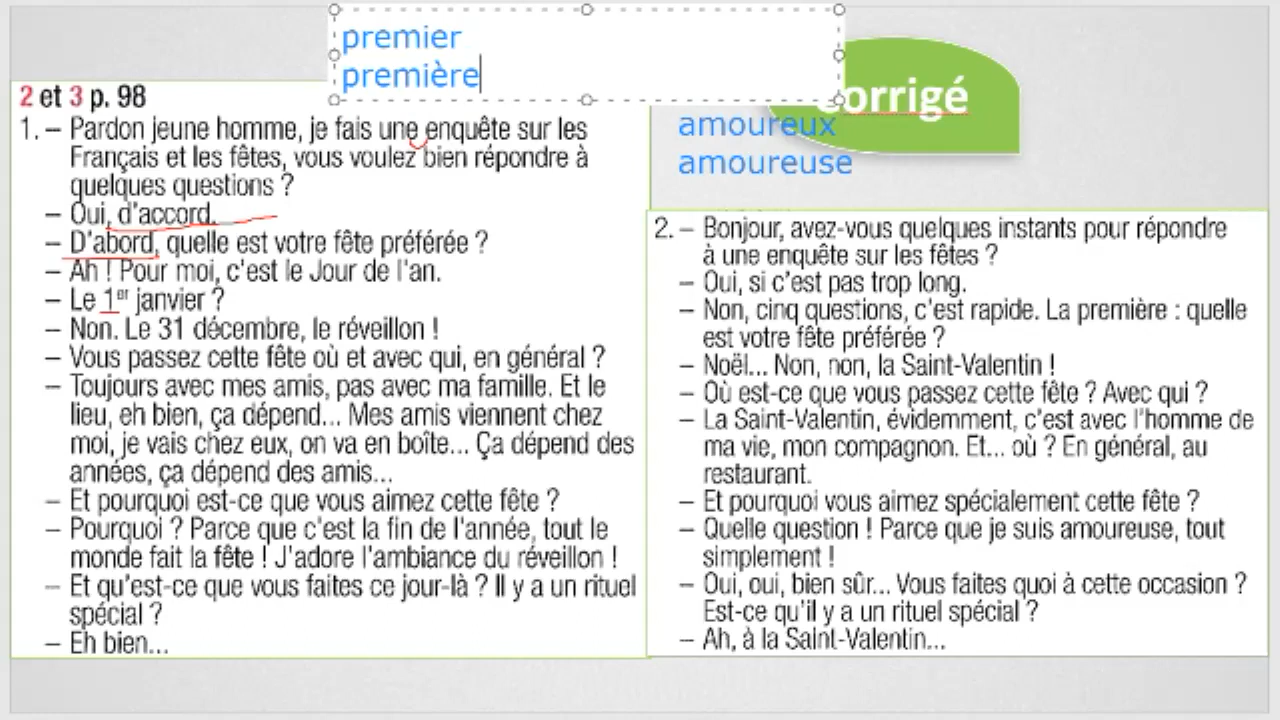 premier
première
Corrigé
amoureux
amoureuse
2 et 3 p. 98
1. – Pardon jeune homme, je fais une enquête sur les
Français et les fêtes, vous voulez bien répondre à
quelques questions ?
– Oui, d'accord.
– D'abord, quelle est votre fête préférée ?
– Ah ! Pour moi, c'est le Jour de l'an.
– Le 1er janvier ?
– Non. Le 31 décembre, le réveillon !
– Vous passez cette fête où et avec qui, en général ?
– Toujours avec mes amis, pas avec ma famille. Et le
lieu, eh bien, ça dépend... Mes amis viennent chez
moi, je vais chez eux, on va en boîte... Ça dépend des
années, ça dépend des amis...
– Et pourquoi est-ce que vous aimez cette fête ?
– Pourquoi ? Parce que c'est la fin de l'année, tout le
monde fait la fête ! J'adore l'ambiance du réveillon !
– Et qu'est-ce que vous faites ce jour-là ? Il y a un rituel
spécial ?
– Eh bien...
2. – Bonjour, avez-vous quelques instants pour répondre
à une enquête sur les fêtes ?
– Oui, si c'est pas trop long.
– Non, cinq questions, c'est rapide. La première : quelle
est votre fête préférée ?
– Noël... Non, non, la Saint-Valentin !
– Où est-ce que vous passez cette fête ? Avec qui ?
– La Saint-Valentin, évidemment, c'est avec l'homme de
ma vie, mon compagnon. Et... où ? En général, au
restaurant.
– Et pourquoi vous aimez spécialement cette fête ?
– Quelle question ! Parce que je suis amoureuse, tout
simplement !
– Oui, oui, bien sûr... Vous faites quoi à cette occasion ?
Est-ce qu'il y a un rituel spécial ?
– Ah, à la Saint-Valentin...